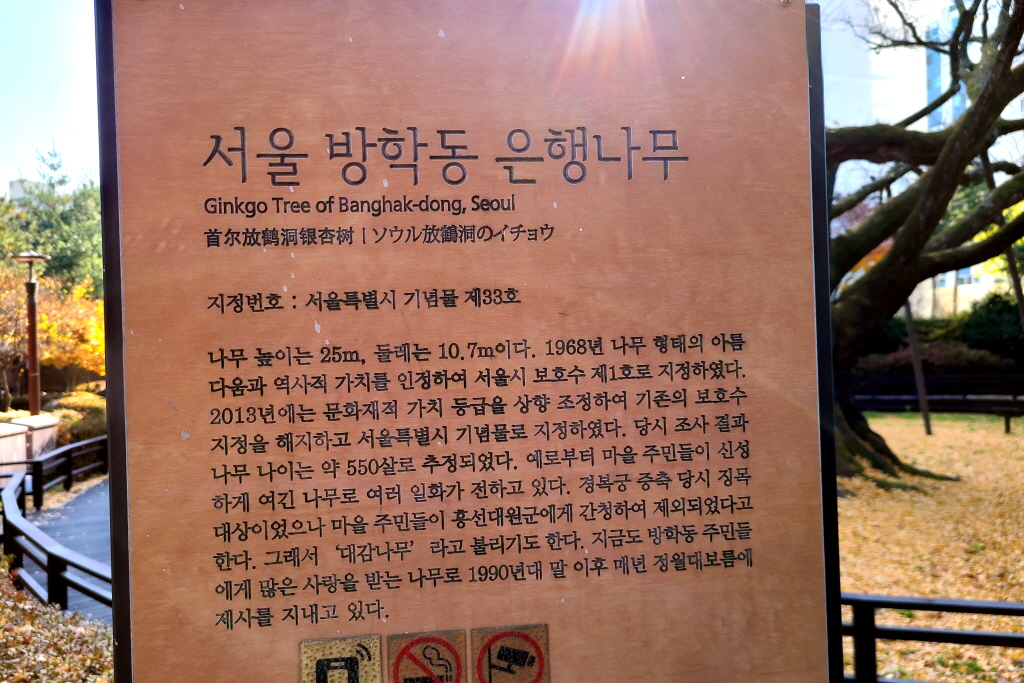 서울 방학동 은행나무
Ginkgo Tree of Banghak-dong, Seoul
首尔放鹤洞银杏树 | ソウル放鶴洞のイチョウ
지정번호 : 서울특별시 기념물 제33호
나무 높이는 25m, 둘레는 10.7m이다. 1968년 나무 형태의 아름
다움과 역사적 가치를 인정하여 서울시 보호수 제1호로 지정하였다.
2013년에는 문화재적 가치 등급을 상향 조정하여 기존의 보호수
지정을 해지하고 서울특별시 기념물로 지정하였다. 당시 조사 결과
나무 나이는 약 550살로 추정되었다. 예로부터 마을 주민들이 신성
하게 여긴 나무로 여러 일화가 전하고 있다. 경복궁 증축 당시 징목
대상이었으나 마을 주민들이 흥선대원군에게 간청하여 제외되었다고
한다. 그래서 ‘대감나무’ 라고 불리기도 한다. 지금도 방학동 주민들
에게 많은 사랑을 받는 나무로 1990년대 말 이후 매년 정월대보름에
제사를 지내고 있다.